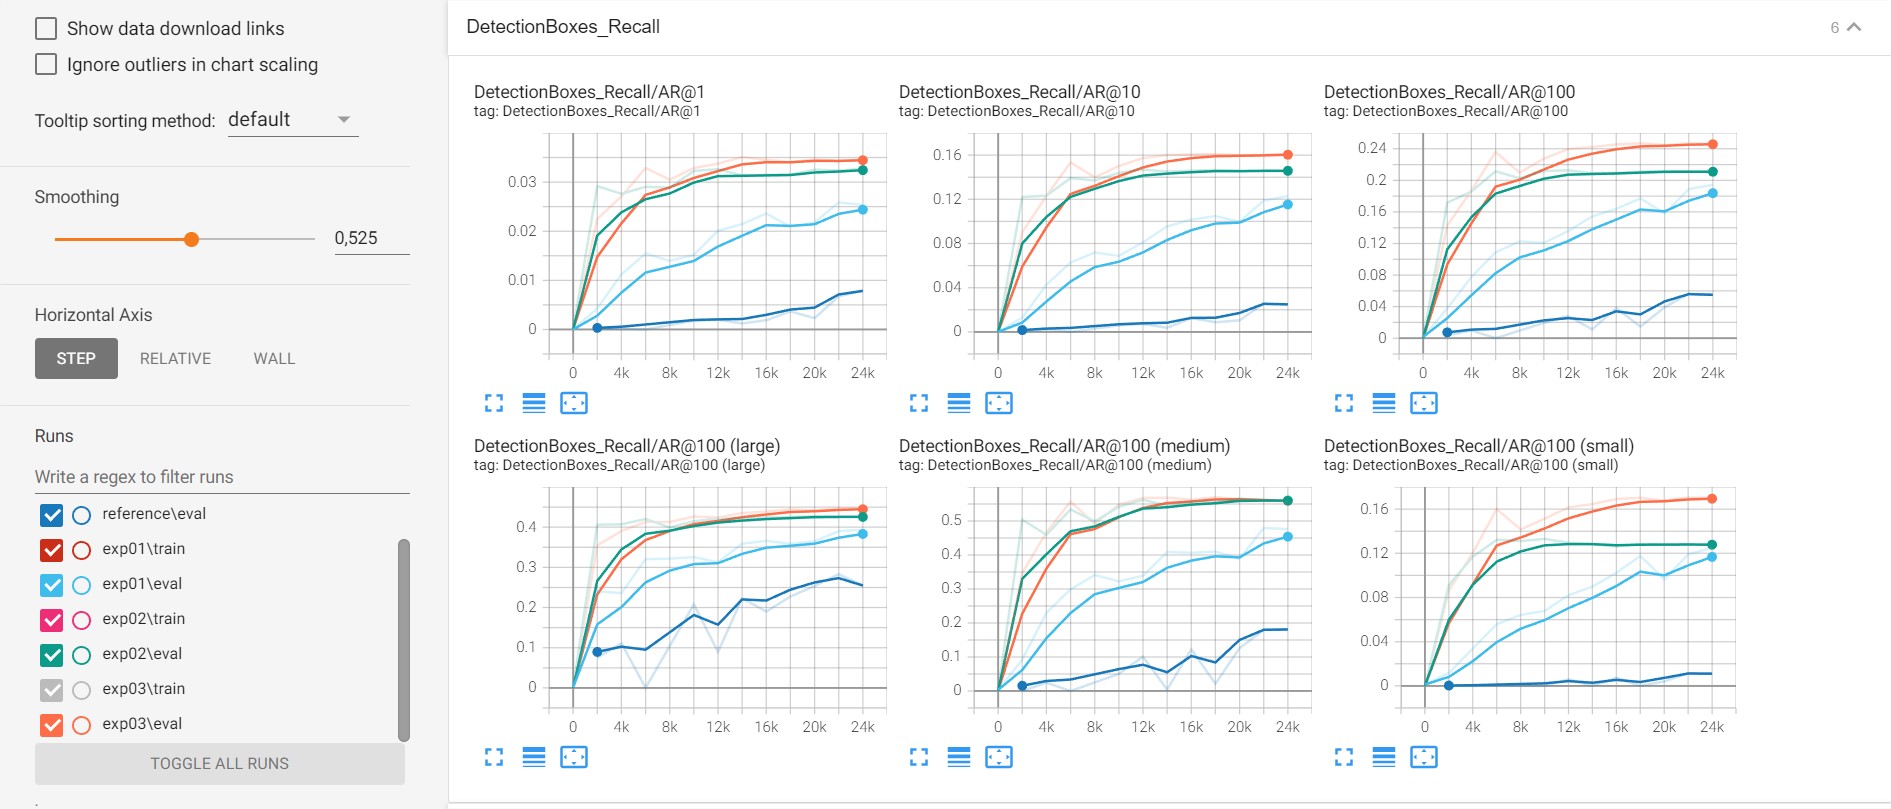 Show data download links
Ignore outliers in chart scaling
Tooltip sorting method: default
Smoothing
0,525
Horizontal Axis
STEP RELATIVE WALL
Runs
Write a regex to filter runs
reference\eval
exp01\train
exp01\eval
exp02\train
exp02\eval
exp03\train
exp03\eval
TOGGLE ALL RUNS
DetectionBoxes_Recall
6
DetectionBoxes_Recall/AR@1
tag: DetectionBoxes_Recall/AR@1
0.03
0.02
0.01
0
0 4k 8k 12k 16k 20k 24k
DetectionBoxes_Recall/AR@10
tag: DetectionBoxes_Recall/AR@10
0.16
0.12
0.08
0.04
0
0 4k 8k 12k 16k 20k 24k
DetectionBoxes_Recall/AR@100
tag: DetectionBoxes_Recall/AR@100
0.24
0.2
0.16
0.12
0.08
0.04
0
0 4k 8k 12k 16k 20k 24k
DetectionBoxes_Recall/AR@100 (large)
tag: DetectionBoxes_Recall/AR@100 (large)
0.4
0.3
0.2
0.1
0
0 4k 8k 12k 16k 20k 24k
DetectionBoxes_Recall/AR@100 (medium)
tag: DetectionBoxes_Recall/AR@100 (medium)
0.5
0.4
0.3
0.2
0.1
0
0 4k 8k 12k 16k 20k 24k
DetectionBoxes_Recall/AR@100 (small)
tag: DetectionBoxes_Recall/AR@100 (small)
0.16
0.12
0.08
0.04
0
0 4k 8k 12k 16k 20k 24k